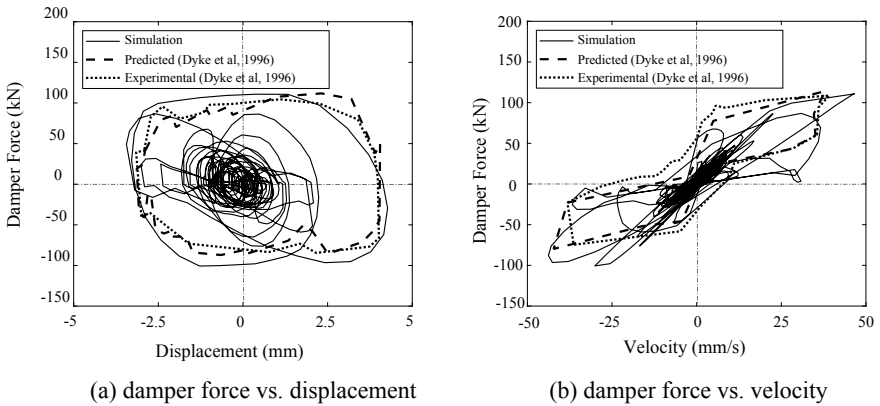 200
150
100
50
0
-50
-100
-150
-5
-2.5
0
2.5
5
Damper Force (kN)
Displacement (mm)
Simulation
Predicted (Dyke et al, 1996)
Experimental (Dyke et al, 1996)
(a) damper force vs. displacement
200
150
100
50
0
-50
-100
-150
-50
-25
0
25
50
Damper Force (kN)
Velocity (mm/s)
Simulation
Predicted (Dyke et al, 1996)
Experimental (Dyke et al, 1996)
(b) damper force vs. velocity